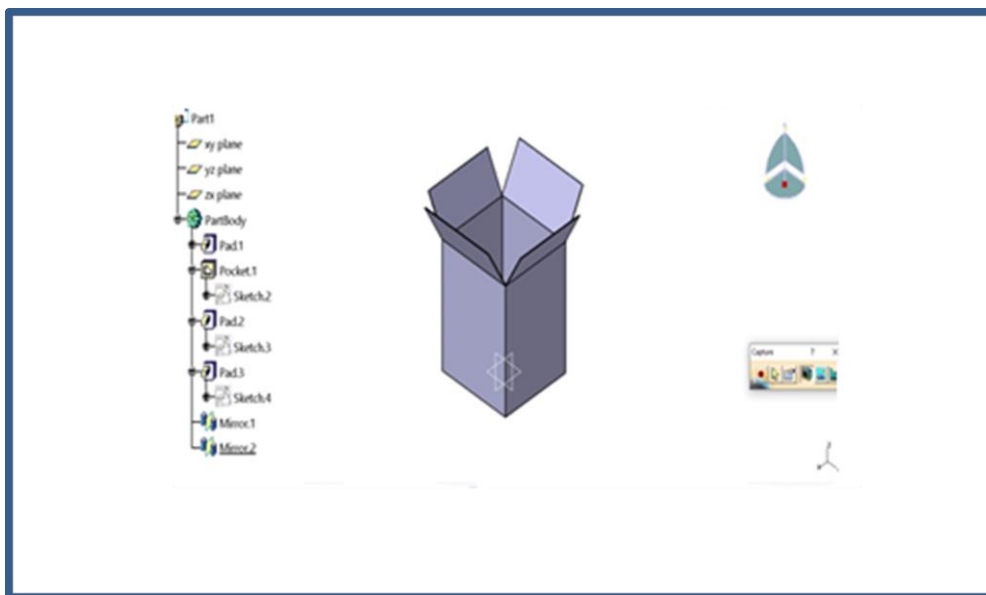 Part1
xy plane
yz plane
zx plane
PartBody
Pad.1
Pocket.1
Sketch.2
Pad.2
Sketch.3
Pad.3
Sketch.4
Mirror.1
Mirror.2
Capture ? X